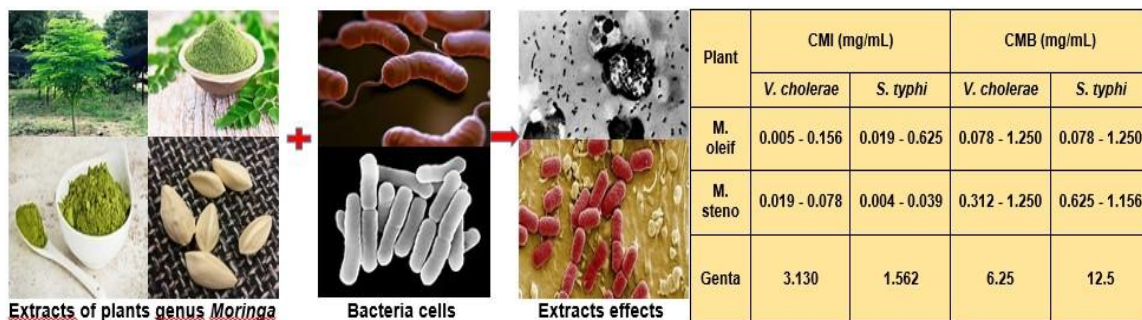 Extracts of plants genus Moringa
Bacteria cells
Extracts effects
Plant CMI (mg/mL) CMB (mg/mL)
V. cholerae S. typhi V. cholerae S. typhi
M. oleif 0.005 - 0.156 0.019 - 0.625 0.078 - 1.250 0.078 - 1.250
M. steno 0.019 - 0.078 0.004 - 0.039 0.312 - 1.250 0.625 - 1.156
Genta 3.130 1.562 6.25 12.5